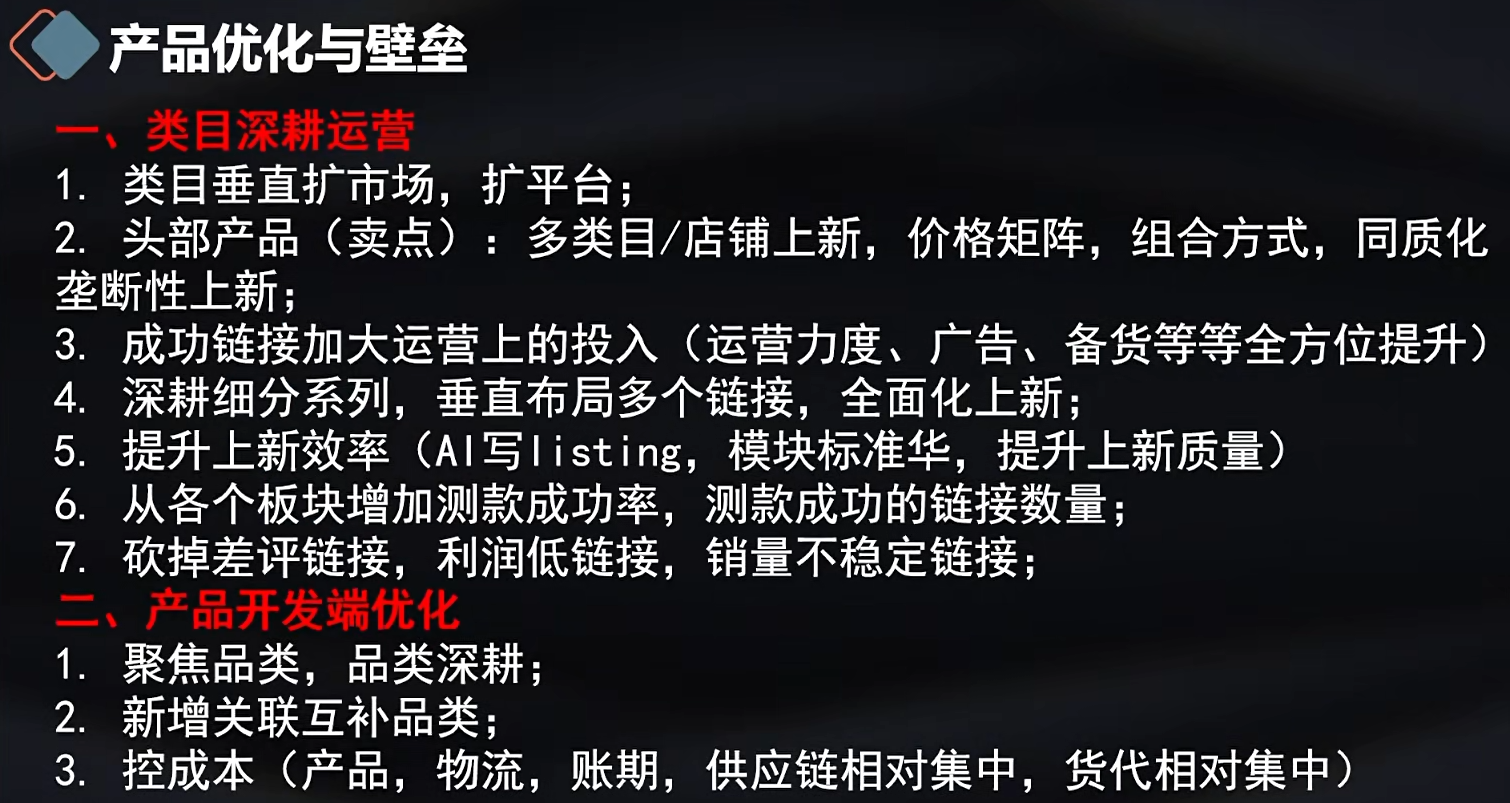 产品优化与壁垒
一、类目深耕运营
1. 类目垂直扩市场，扩平台；
2. 头部产品（卖点）：多类目/店铺上新，价格矩阵，组合方式，同质化
垄断性上新；
3. 成功链接加大运营上的投入（运营力度、广告、备货等等全方位提升）
4. 深耕细分系列，垂直布局多个链接，全面化上新；
5. 提升上新效率（AI写listing，模块标准华，提升上新质量）
6. 从各个板块增加测款成功率，测款成功的链接数量；
7. 砍掉差评链接，利润低链接，销量不稳定链接；
二、产品开发端优化
1. 聚焦品类，品类深耕；
2. 新增关联互补品类；
3. 控成本（产品，物流，账期，供应链相对集中，货代相对集中）